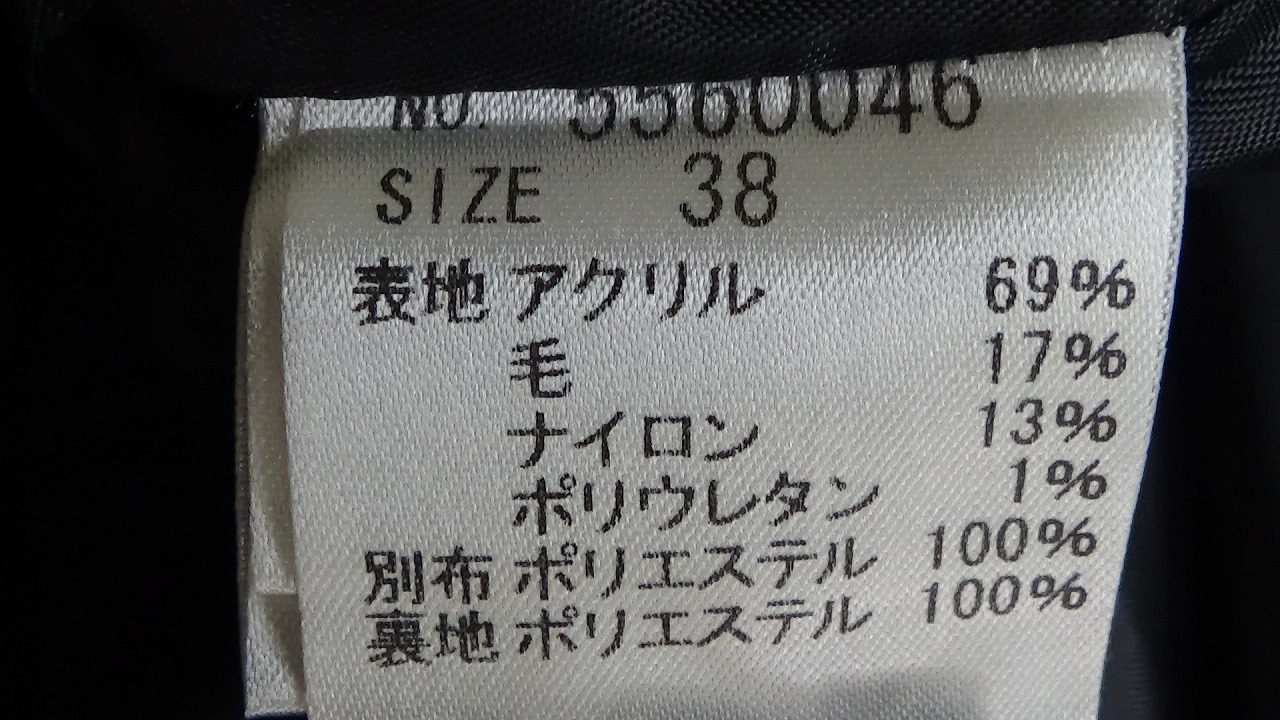 NO. 5560046
SIZE 38
表地 アクリル 69%
毛 17%
ナイロン 13%
ポリウレタン 1%
別布 ポリエステル 100%
裏地 ポリエステル 100%